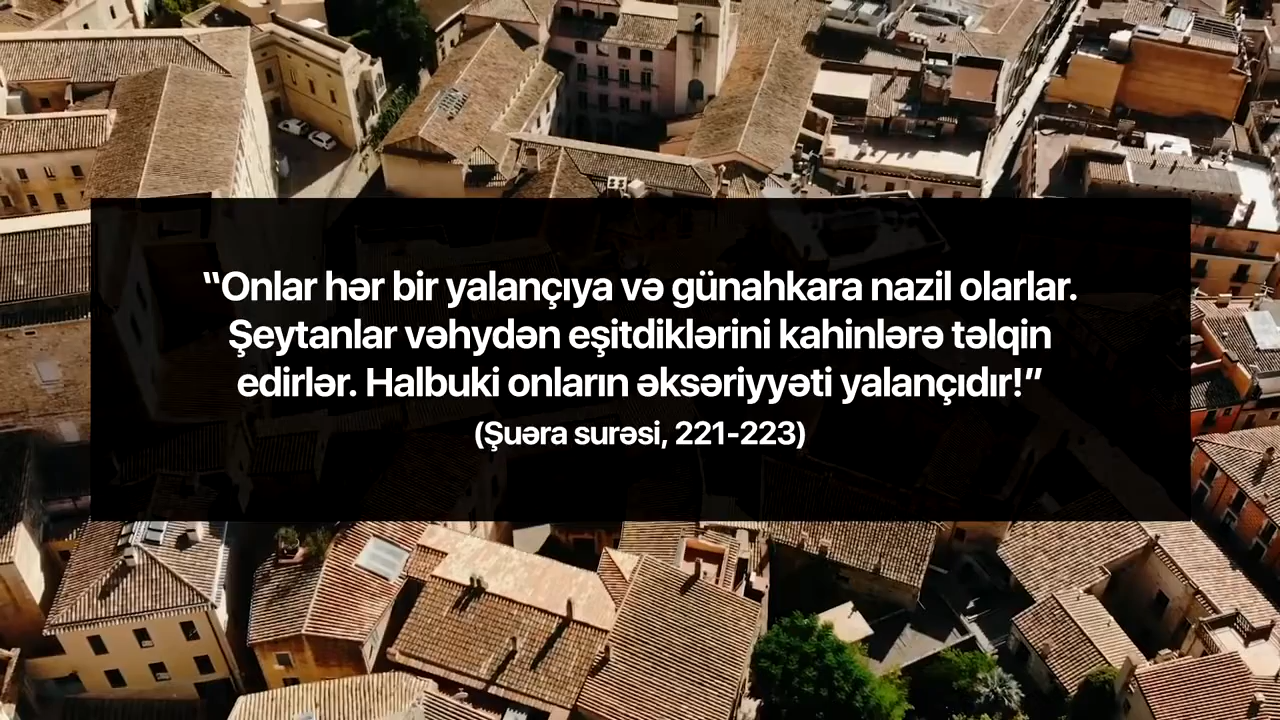 “Onlar hər bir yalançıya və günahkara nazil olarlar.
Şeytanlar vəhydən eşitdiklərini kahinlərə təlqin
edirlər. Halbuki onların əksəriyyəti yalançıdır!”
(Şuəra surəsi, 221-223)